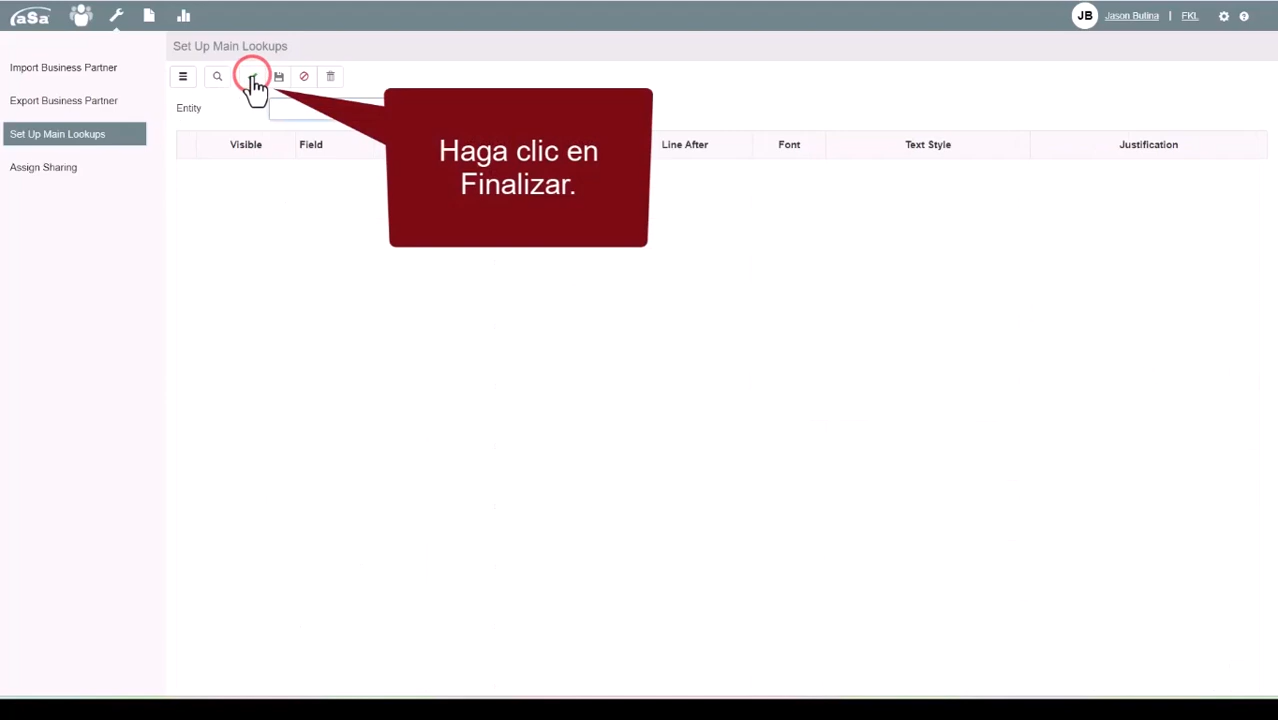 aSa
JB Jason Butina | FKL
Set Up Main Lookups
Import Business Partner
Export Business Partner
Set Up Main Lookups
Assign Sharing
Entity
Visible Field Line After Font Text Style Justification
Haga clic en
Finalizar.